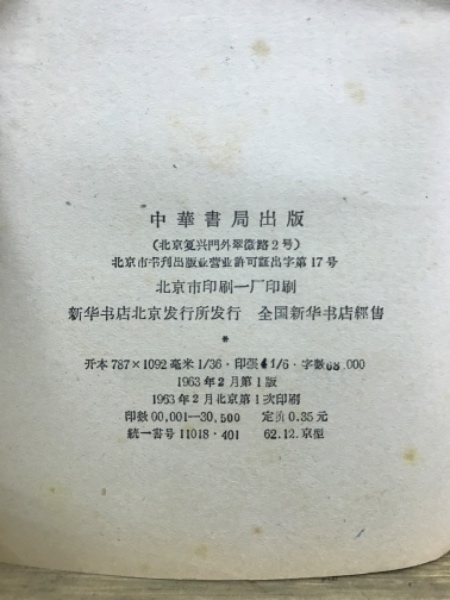 中華書局出版
(北京复兴門外翠微路2号)
北京市书刊出版业营业許可証出字第17号
北京市印刷一厂印刷
新华书店北京发行所发行 全国新华书店經售
*
开本787×1092毫米1/36·印張4 1/6·字數68,000
1963年2月第1版
1963年2月北京第1次印刷
印数00,001—30,500 定价0.35元
統一書号11018·401 62.12.京型